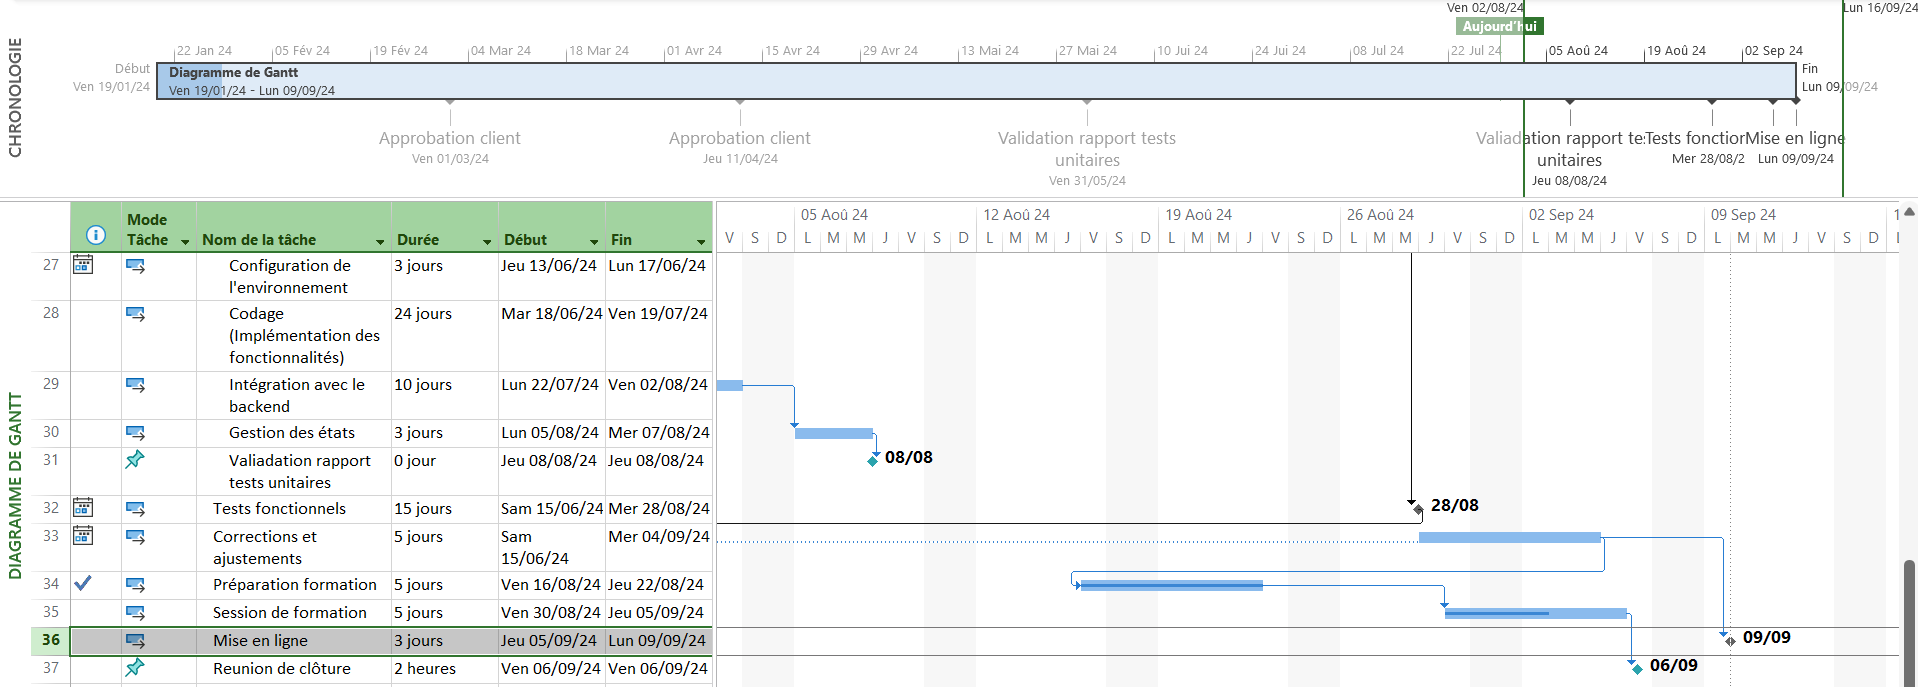 Ven 02/08/24
Lun 16/09/24
Aujourd'hui
22 Jan 24 05 Fév 24 19 Fév 24 04 Mar 24 18 Mar 24 01 Avr 24 15 Avr 24 29 Avr 24 13 Mai 24 27 Mai 24 10 Jui 24 24 Jui 24 08 Jul 24 22 Jul 24 05 Aoû 24 19 Aoû 24 02 Sep 24
CHRONOLOGIE
Début
Ven 19/01/24
Diagramme de Gantt
Ven 19/01/24 - Lun 09/09/24
Fin
Lun 09/09/24
Approbation client
Ven 01/03/24
Approbation client
Jeu 11/04/24
Validation rapport tests
unitaires
Ven 31/05/24
Valiadation rapport te
unitaires
Jeu 08/08/24
Tests fonction
Mer 28/08/2
Mise en ligne
Lun 09/09/24
DIAGRAMME DE GANTT
Mode
Tâche Nom de la tâche Durée Début Fin
05 Aoû 24 12 Aoû 24 19 Aoû 24 26 Aoû 24 02 Sep 24 09 Sep 24 1
V S D L M M J V S D L M M J V S D L M M J V S D L M M J V S D L M M J V S D L M M J V S D L
27 Configuration de 3 jours Jeu 13/06/24 Lun 17/06/24
l'environnement
28 Codage 24 jours Mar 18/06/24 Ven 19/07/24
(Implémentation des
fonctionnalités)
29 Intégration avec le 10 jours Lun 22/07/24 Ven 02/08/24
backend
30 Gestion des états 3 jours Lun 05/08/24 Mer 07/08/24
31 Valiadation rapport 0 jour Jeu 08/08/24 Jeu 08/08/24 08/08
tests unitaires
32 Tests fonctionnels 15 jours Sam 15/06/24 Mer 28/08/24 28/08
33 Corrections et 5 jours Sam Mer 04/09/24
ajustements 15/06/24
34 Préparation formation 5 jours Ven 16/08/24 Jeu 22/08/24
35 Session de formation 5 jours Ven 30/08/24 Jeu 05/09/24
36 Mise en ligne 3 jours Jeu 05/09/24 Lun 09/09/24 09/09
37 Reunion de clôture 2 heures Ven 06/09/24 Ven 06/09/24 06/09